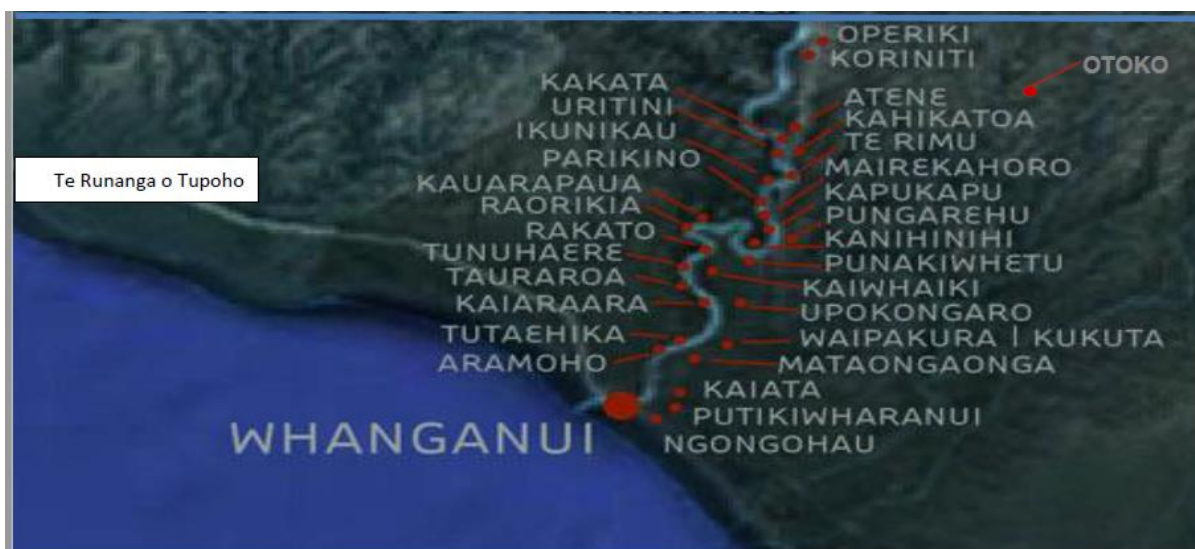 OPERIKI
KORINITI
OTOKO
KAKATA
URITINI
IKUNIKAU
PARIKINO
KAUARAPAUA
RAORIKIA
RAKATO
TUNUHAERE
TAURAROA
KAIARAARA
TUTAEHIKA
ARAMOHO
ATENE
KAHIKATOA
TE RIMU
MAIREKAHORO
KAPUKAPU
PUNGAREHU
KANIHINIHI
PUNAKIWHETU
KAIWHAIKI
UPOKONGARO
WAIPAKURA | KUKUTA
MATAONGAONGA
KAIATA
PUTIKIWHARANUI
NGONGOHAU
Te Runanga o Tupoho
WHANGANUI